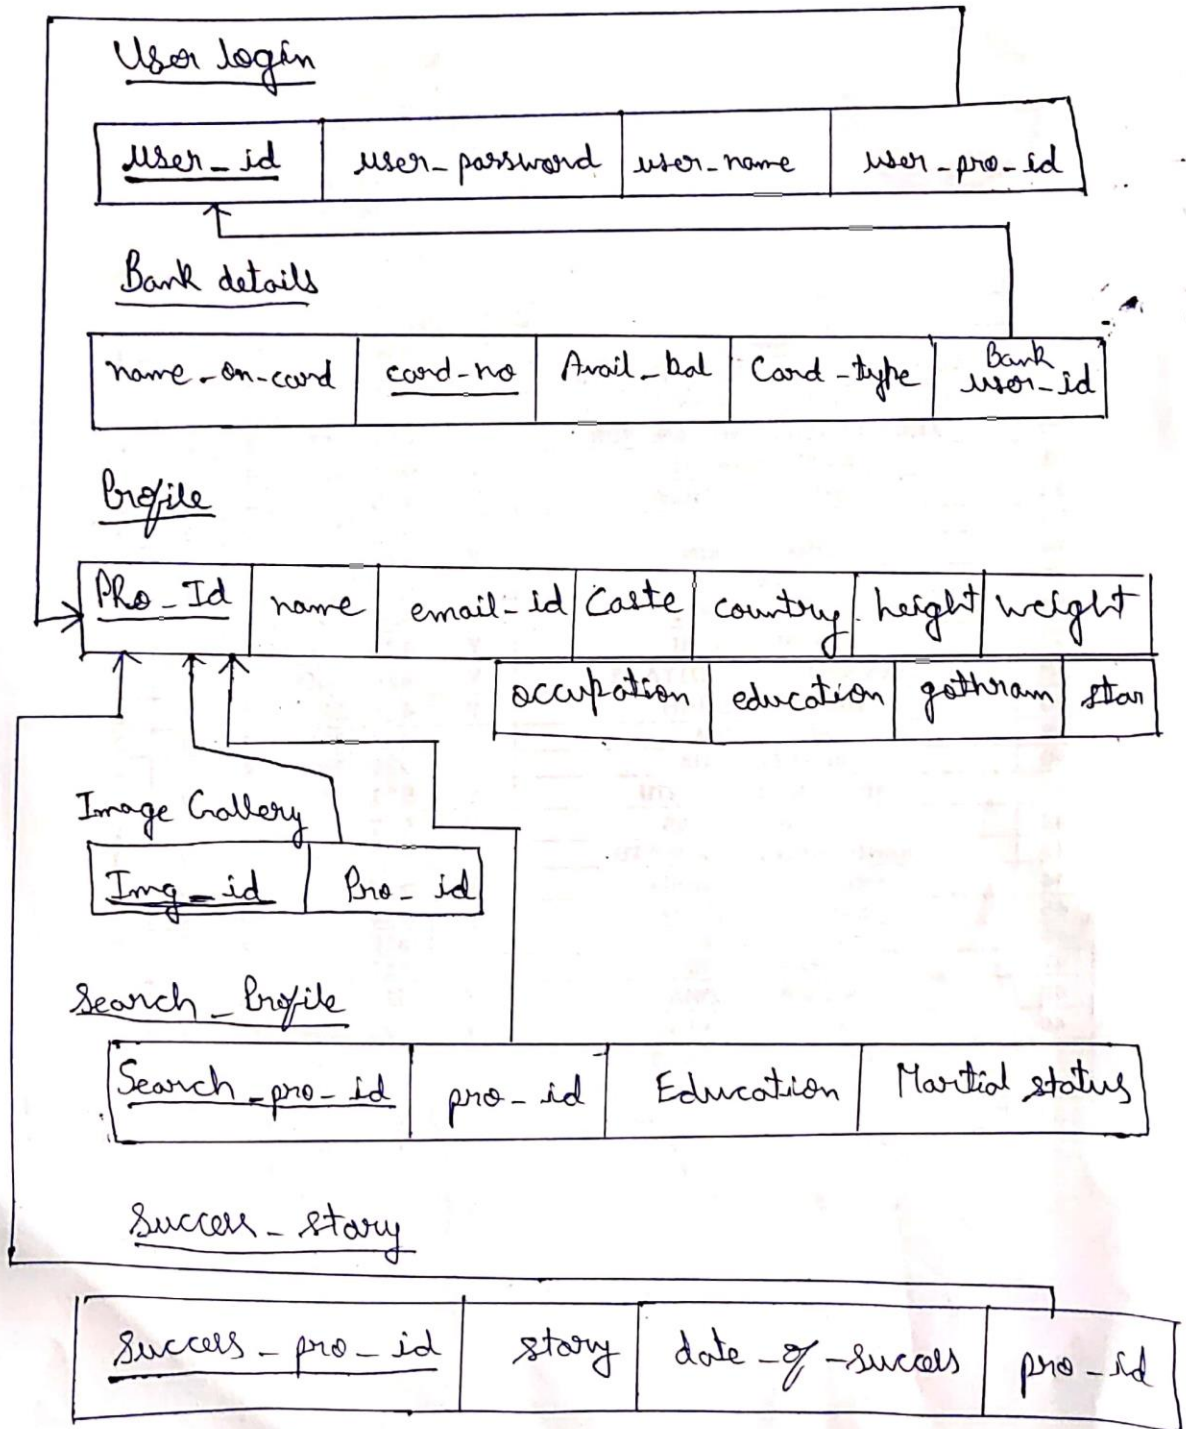 User login
user_id user_password user_name user_pro_id
Bank details
name_on_card card_no Avail_bal Card_type Bank user_id
Profile
Pro_Id name email_id Caste country height weight
occupation education gothram star
Image Gallery
Img_id Pro_id
Search_Profile
Search_pro_id pro_id Education Martial status
Success_story
Success_pro_id story date_of_success pro_id